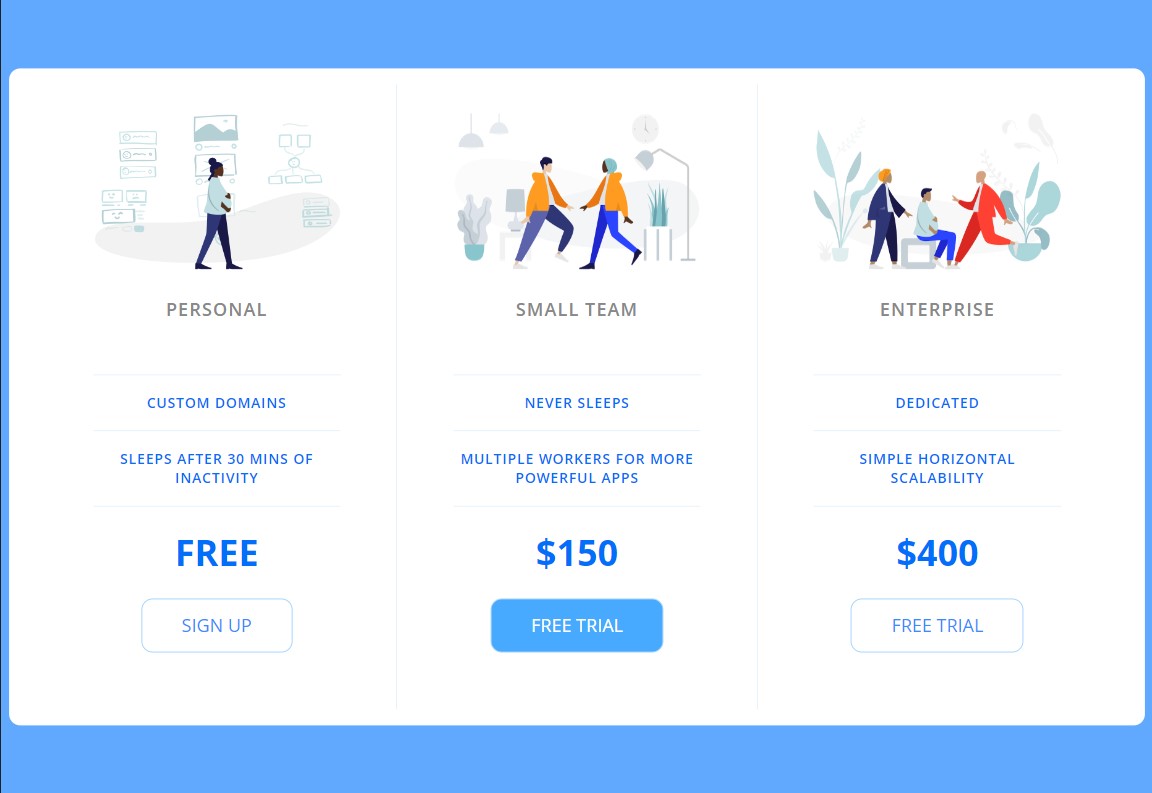 PERSONAL
CUSTOM DOMAINS
SLEEPS AFTER 30 MINS OF
INACTIVITY
FREE
SIGN UP
SMALL TEAM
NEVER SLEEPS
MULTIPLE WORKERS FOR MORE
POWERFUL APPS
$150
FREE TRIAL
ENTERPRISE
DEDICATED
SIMPLE HORIZONTAL
SCALABILITY
$400
FREE TRIAL